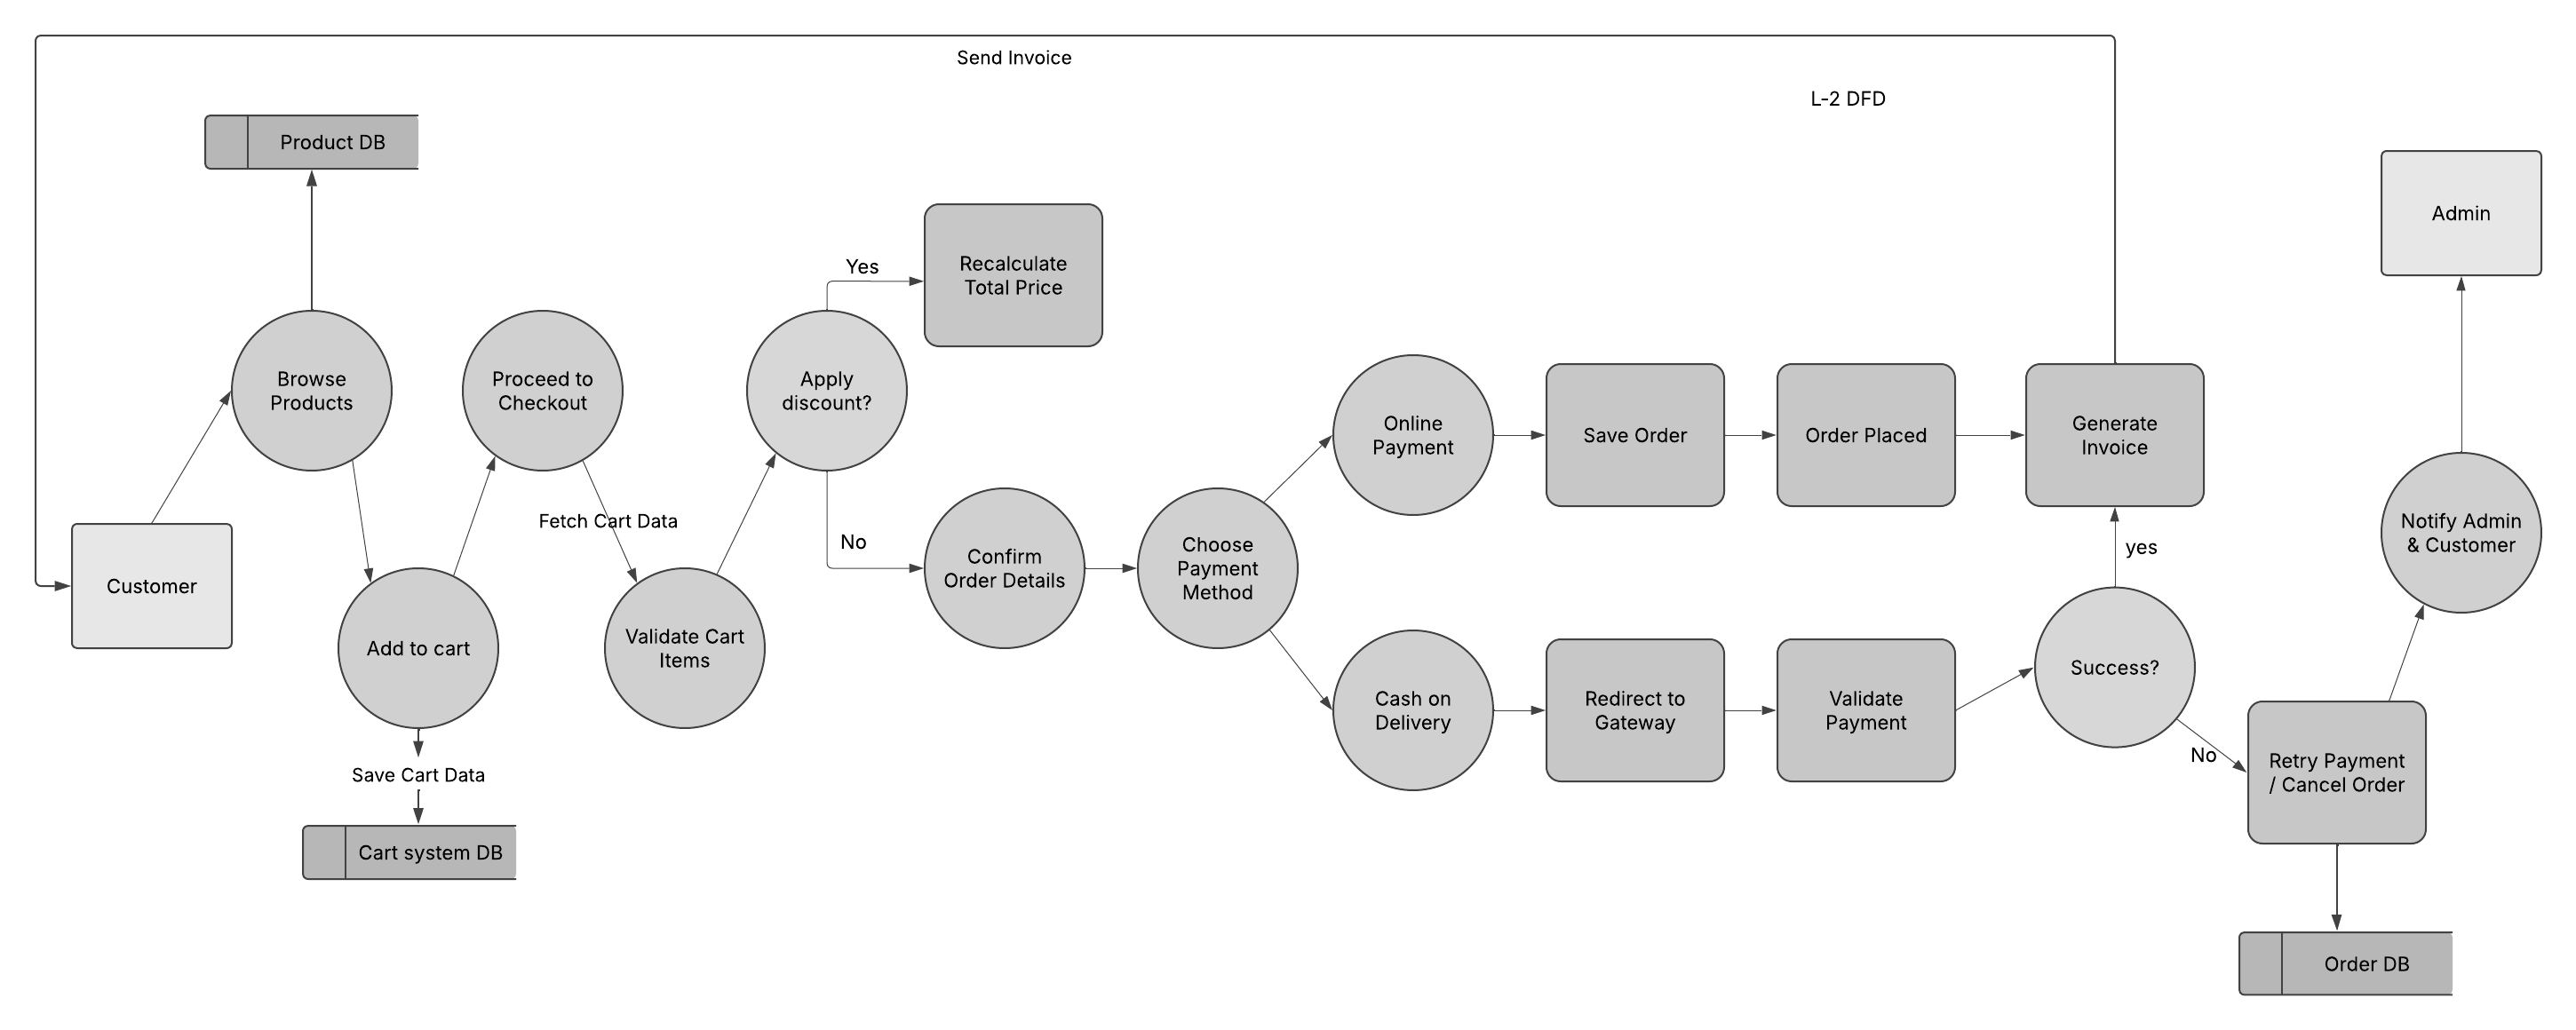 Send Invoice
L-2 DFD
Product DB
Admin
Yes
Recalculate
Total Price
Browse
Products
Proceed to
Checkout
Apply
discount?
Online
Payment
Save Order
Order Placed
Generate
Invoice
Fetch Cart Data
No
Notify Admin
& Customer
yes
Customer
Confirm
Order Details
Choose
Payment
Method
Add to cart
Validate Cart
Items
Success?
Cash on
Delivery
Redirect to
Gateway
Validate
Payment
No
Retry Payment
/ Cancel Order
Save Cart Data
Cart system DB
Order DB